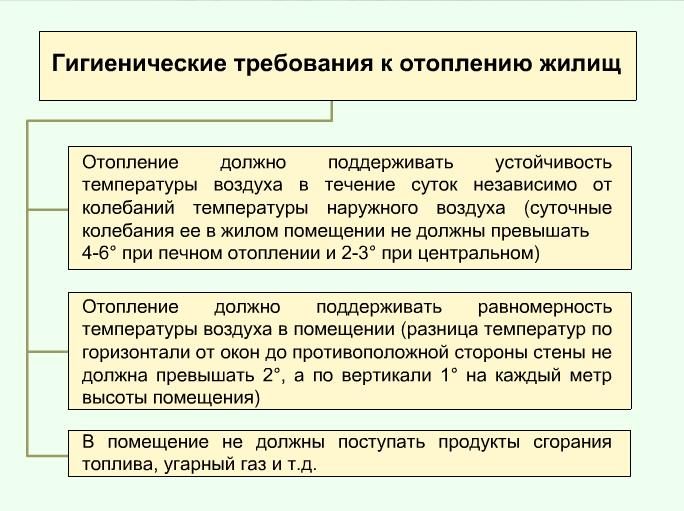 Гигиенические требования к отоплению жилищ
Отопление должно поддерживать устойчивость
температуры воздуха в течение суток независимо от
колебаний температуры наружного воздуха (суточные
колебания ее в жилом помещении не должны превышать
4-6° при печном отоплении и 2-3° при центральном)
Отопление должно поддерживать равномерность
температуры воздуха в помещении (разница температур по
горизонтали от окон до противоположной стороны стены не
должна превышать 2°, а по вертикали 1° на каждый метр
высоты помещения)
В помещение не должны поступать продукты сгорания
топлива, угарный газ и т.д.